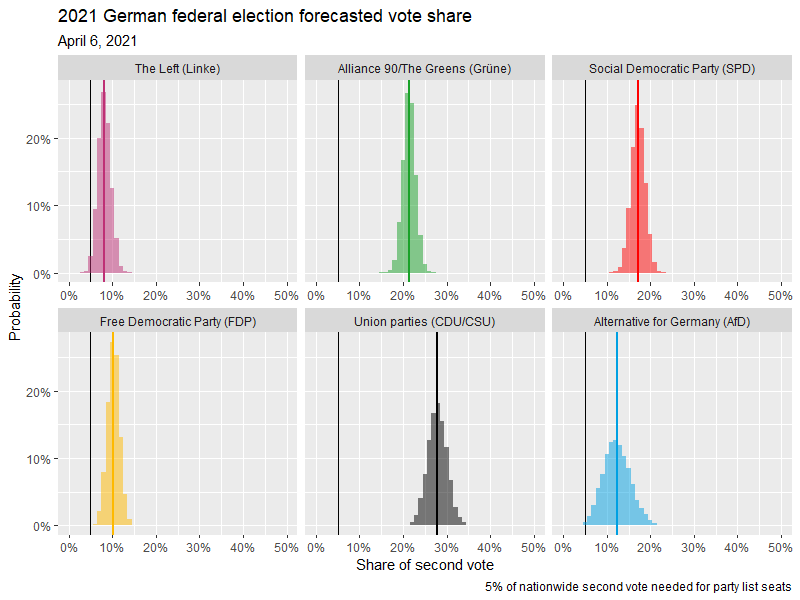 2021 German federal election forecasted vote share
April 6, 2021
The Left (Linke)
Alliance 90/The Greens (Grüne)
Social Democratic Party (SPD)
20%
10%
0%
0% 10% 20% 30% 40% 50%
0% 10% 20% 30% 40% 50%
0% 10% 20% 30% 40% 50%
Probability
Free Democratic Party (FDP)
Union parties (CDU/CSU)
Alternative for Germany (AfD)
20%
10%
0%
0% 10% 20% 30% 40% 50%
0% 10% 20% 30% 40% 50%
0% 10% 20% 30% 40% 50%
Share of second vote
5% of nationwide second vote needed for party list seats